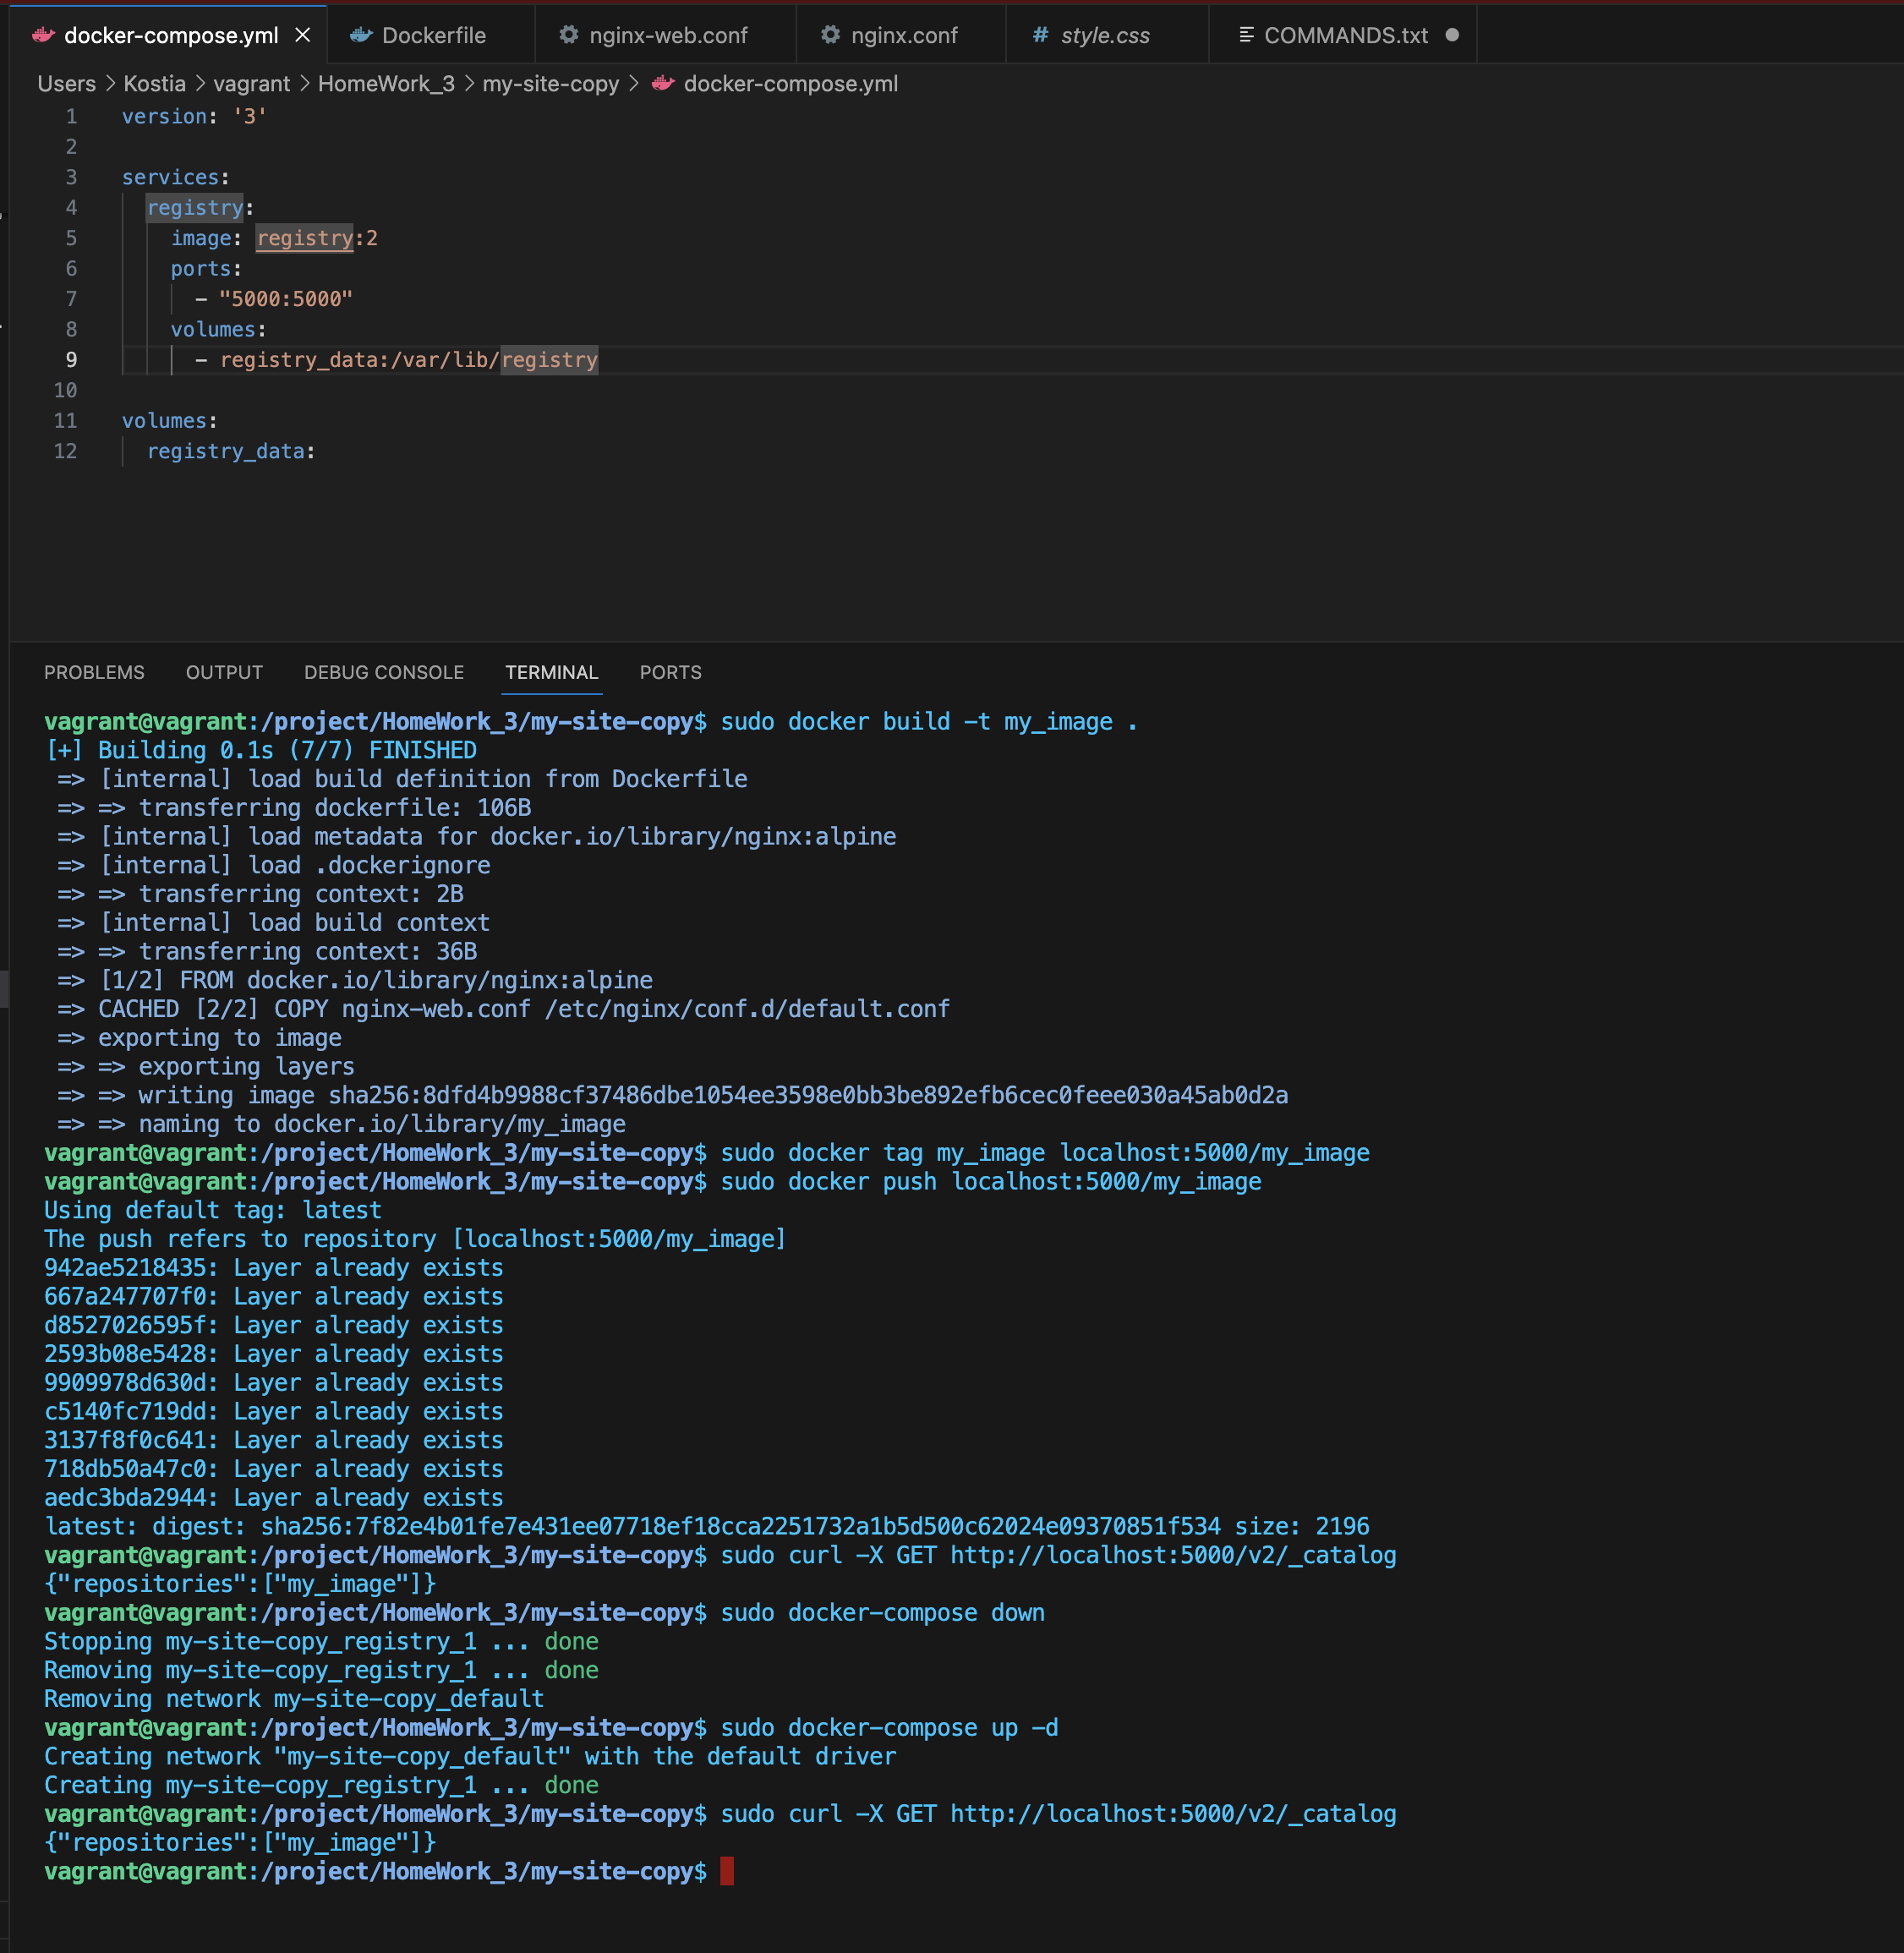 docker-compose.yml
Dockerfile
nginx-web.conf
nginx.conf
# style.css
COMMANDS.txt
Users > Kostia > vagrant > HomeWork_3 > my-site-copy > docker-compose.yml
1 version: '3'
2
3 services:
4 registry:
5 image: registry:2
6 ports:
7 - "5000:5000"
8 volumes:
9 - registry_data:/var/lib/registry
10
11 volumes:
12 registry_data:
PROBLEMS OUTPUT DEBUG CONSOLE TERMINAL PORTS
vagrant@vagrant:/project/HomeWork_3/my-site-copy$ sudo docker build -t my_image .
[+] Building 0.1s (7/7) FINISHED
=> [internal] load build definition from Dockerfile
=> => transferring dockerfile: 106B
=> [internal] load metadata for docker.io/library/nginx:alpine
=> [internal] load .dockerignore
=> => transferring context: 2B
=> [internal] load build context
=> => transferring context: 36B
=> [1/2] FROM docker.io/library/nginx:alpine
=> CACHED [2/2] COPY nginx-web.conf /etc/nginx/conf.d/default.conf
=> exporting to image
=> => exporting layers
=> => writing image sha256:8dfd4b9988cf37486dbe1054ee3598e0bb3be892efb6cec0feee030a45ab0d2a
=> => naming to docker.io/library/my_image
vagrant@vagrant:/project/HomeWork_3/my-site-copy$ sudo docker tag my_image localhost:5000/my_image
vagrant@vagrant:/project/HomeWork_3/my-site-copy$ sudo docker push localhost:5000/my_image
Using default tag: latest
The push refers to repository [localhost:5000/my_image]
942ae5218435: Layer already exists
667a247707f0: Layer already exists
d8527026595f: Layer already exists
2593b08e5428: Layer already exists
9909978d630d: Layer already exists
c5140fc719dd: Layer already exists
3137f8f0c641: Layer already exists
718db50a47c0: Layer already exists
aedc3bda2944: Layer already exists
latest: digest: sha256:7f82e4b01fe7e431ee07718ef18cca2251732a1b5d500c62024e09370851f534 size: 2196
vagrant@vagrant:/project/HomeWork_3/my-site-copy$ sudo curl -X GET http://localhost:5000/v2/_catalog
{"repositories":["my_image"]}
vagrant@vagrant:/project/HomeWork_3/my-site-copy$ sudo docker-compose down
Stopping my-site-copy_registry_1 ... done
Removing my-site-copy_registry_1 ... done
Removing network my-site-copy_default
vagrant@vagrant:/project/HomeWork_3/my-site-copy$ sudo docker-compose up -d
Creating network "my-site-copy_default" with the default driver
Creating my-site-copy_registry_1 ... done
vagrant@vagrant:/project/HomeWork_3/my-site-copy$ sudo curl -X GET http://localhost:5000/v2/_catalog
{"repositories":["my_image"]}
vagrant@vagrant:/project/HomeWork_3/my-site-copy$